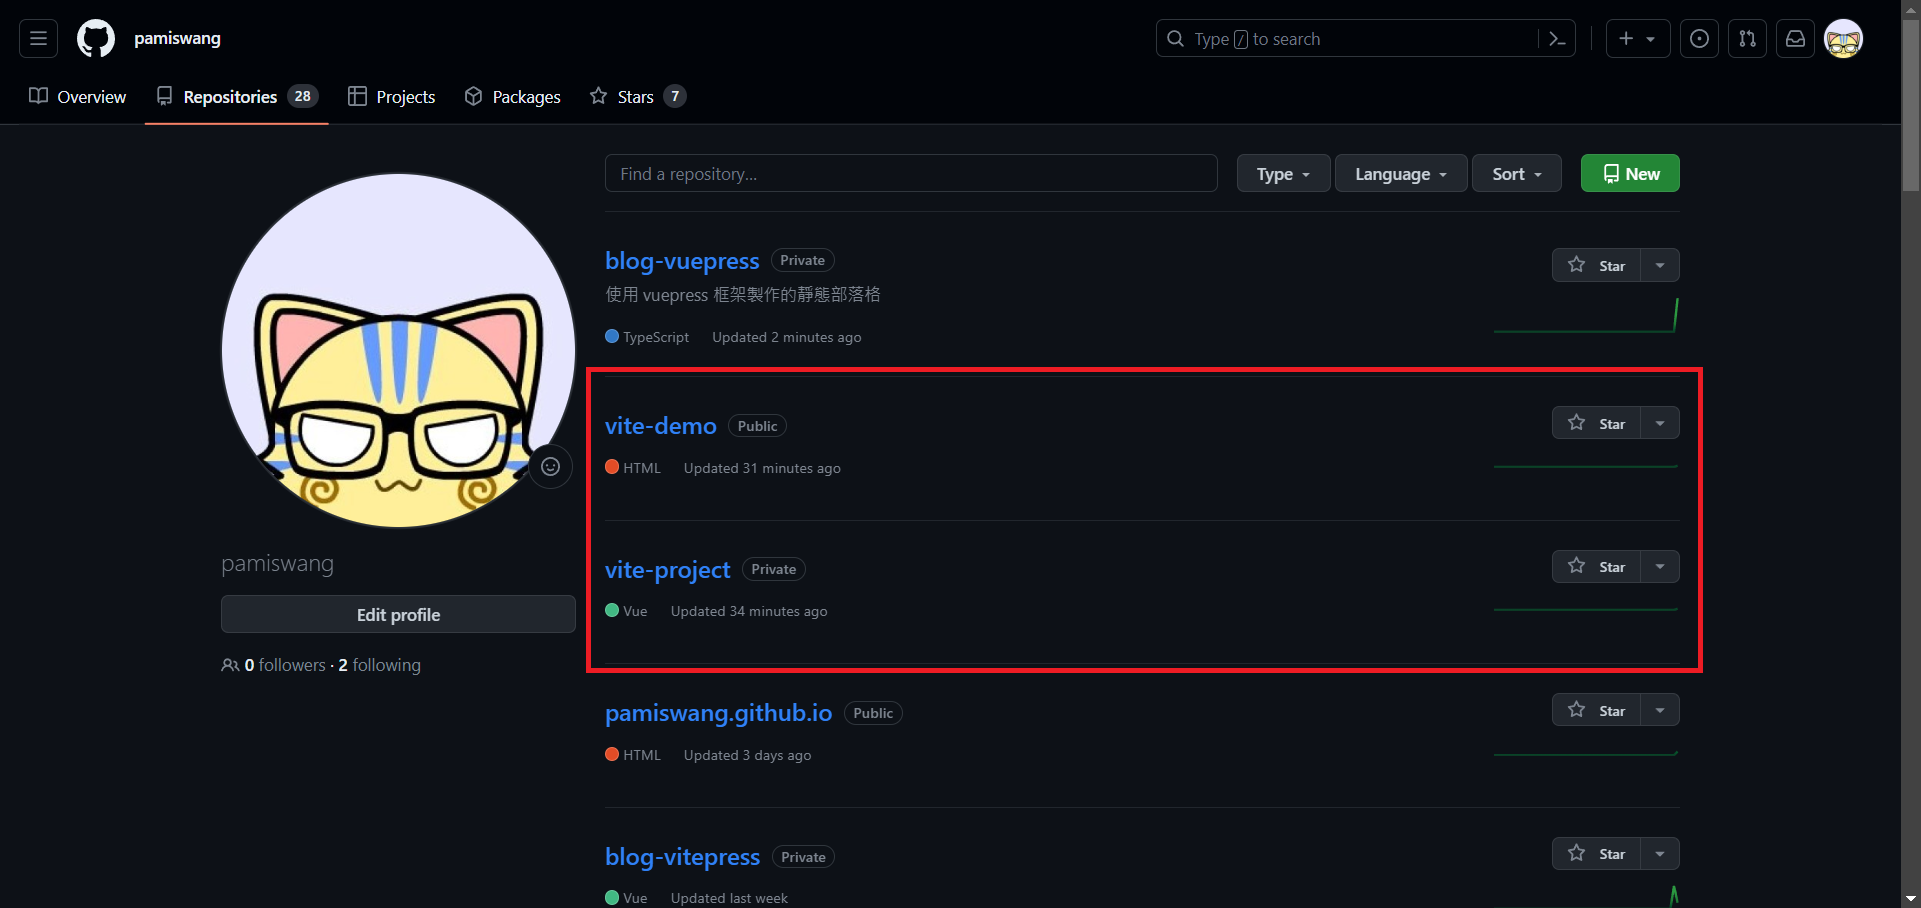 pamiswang
Type / to search
Overview
Repositories 28
Projects
Packages
Stars 7
Find a repository...
Type
Language
Sort
New
blog-vuepress Private
Star
使用 vuepress 框架製作的靜態部落格
TypeScript Updated 2 minutes ago
vite-demo Public
Star
HTML Updated 31 minutes ago
vite-project Private
Star
Vue Updated 34 minutes ago
pamiswang.github.io Public
Star
HTML Updated 3 days ago
blog-vitepress Private
Star
Vue Updated last week
pamiswang
Edit profile
0 followers · 2 following